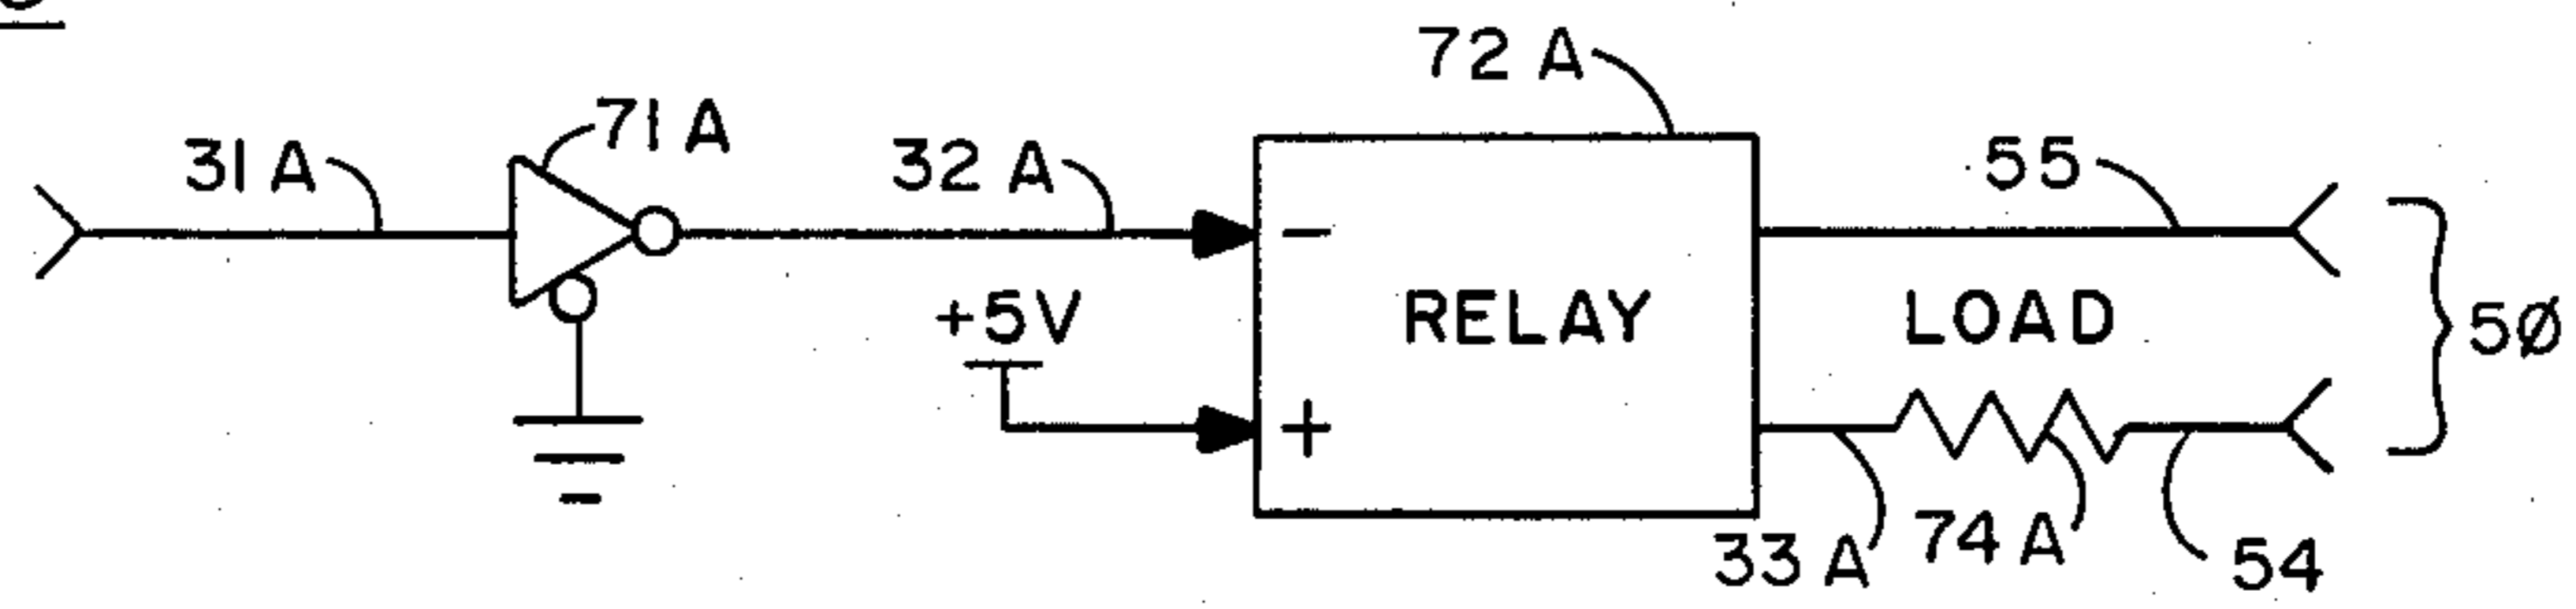 72 A
71 A
31 A
32 A
55
−
+5V
RELAY
LOAD
5Ø
+
33 A
74 A
54